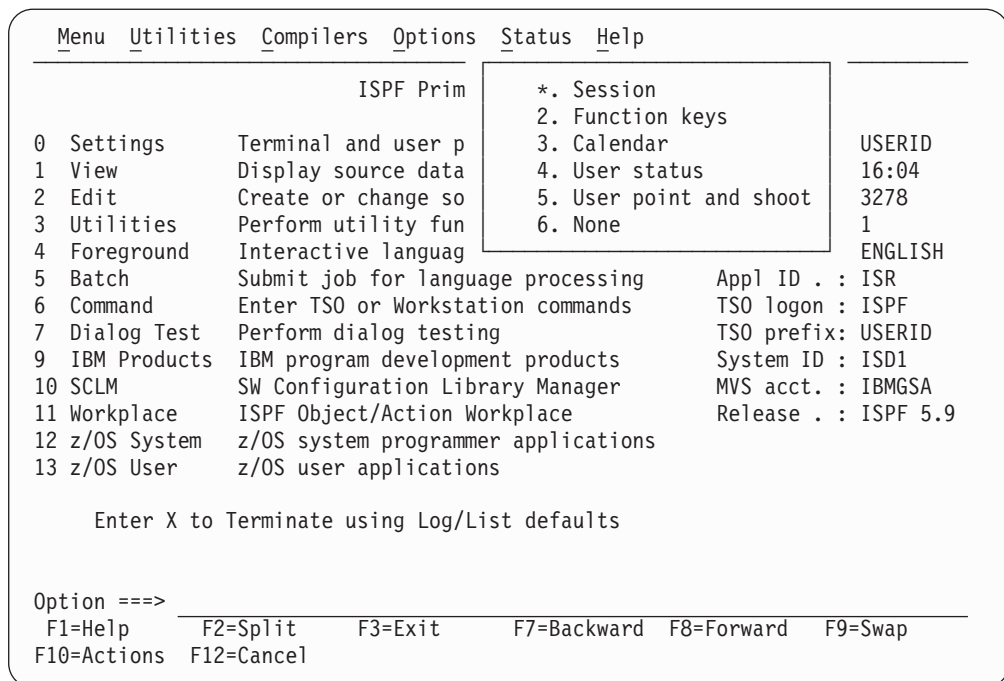 Menu Utilities Compilers Options Status Help
ISPF Prim *. Session
2. Function keys
0 Settings Terminal and user p 3. Calendar USERID
1 View Display source data 4. User status 16:04
2 Edit Create or change so 5. User point and shoot 3278
3 Utilities Perform utility fun 6. None 1
4 Foreground Interactive languag ENGLISH
5 Batch Submit job for language processing Appl ID . : ISR
6 Command Enter TSO or Workstation commands TSO logon : ISPF
7 Dialog Test Perform dialog testing TSO prefix: USERID
9 IBM Products IBM program development products System ID : ISD1
10 SCLM SW Configuration Library Manager MVS acct. : IBMGSA
11 Workplace ISPF Object/Action Workplace Release . : ISPF 5.9
12 z/OS System z/OS system programmer applications
13 z/OS User z/OS user applications
Enter X to Terminate using Log/List defaults
Option ===>
F1=Help F2=Split F3=Exit F7=Backward F8=Forward F9=Swap
F10=Actions F12=Cancel